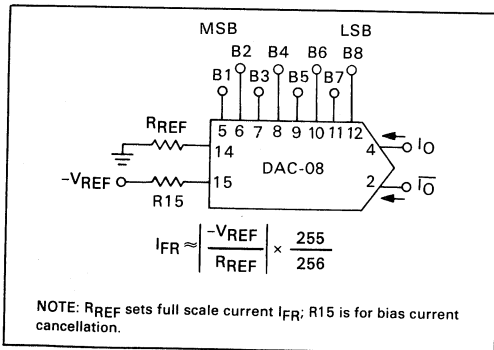 MSB LSB
B2 B4 B6 B8
B1 B3 B5 B7
RREF
5 6 7 8 9 10 11 12
14 4 IO
DAC-08
-VREF 15 2 IO
R15
IFR ≈ | -VREF / RREF | × 255 / 256
NOTE: RREF sets full scale current IFR; R15 is for bias current
cancellation.